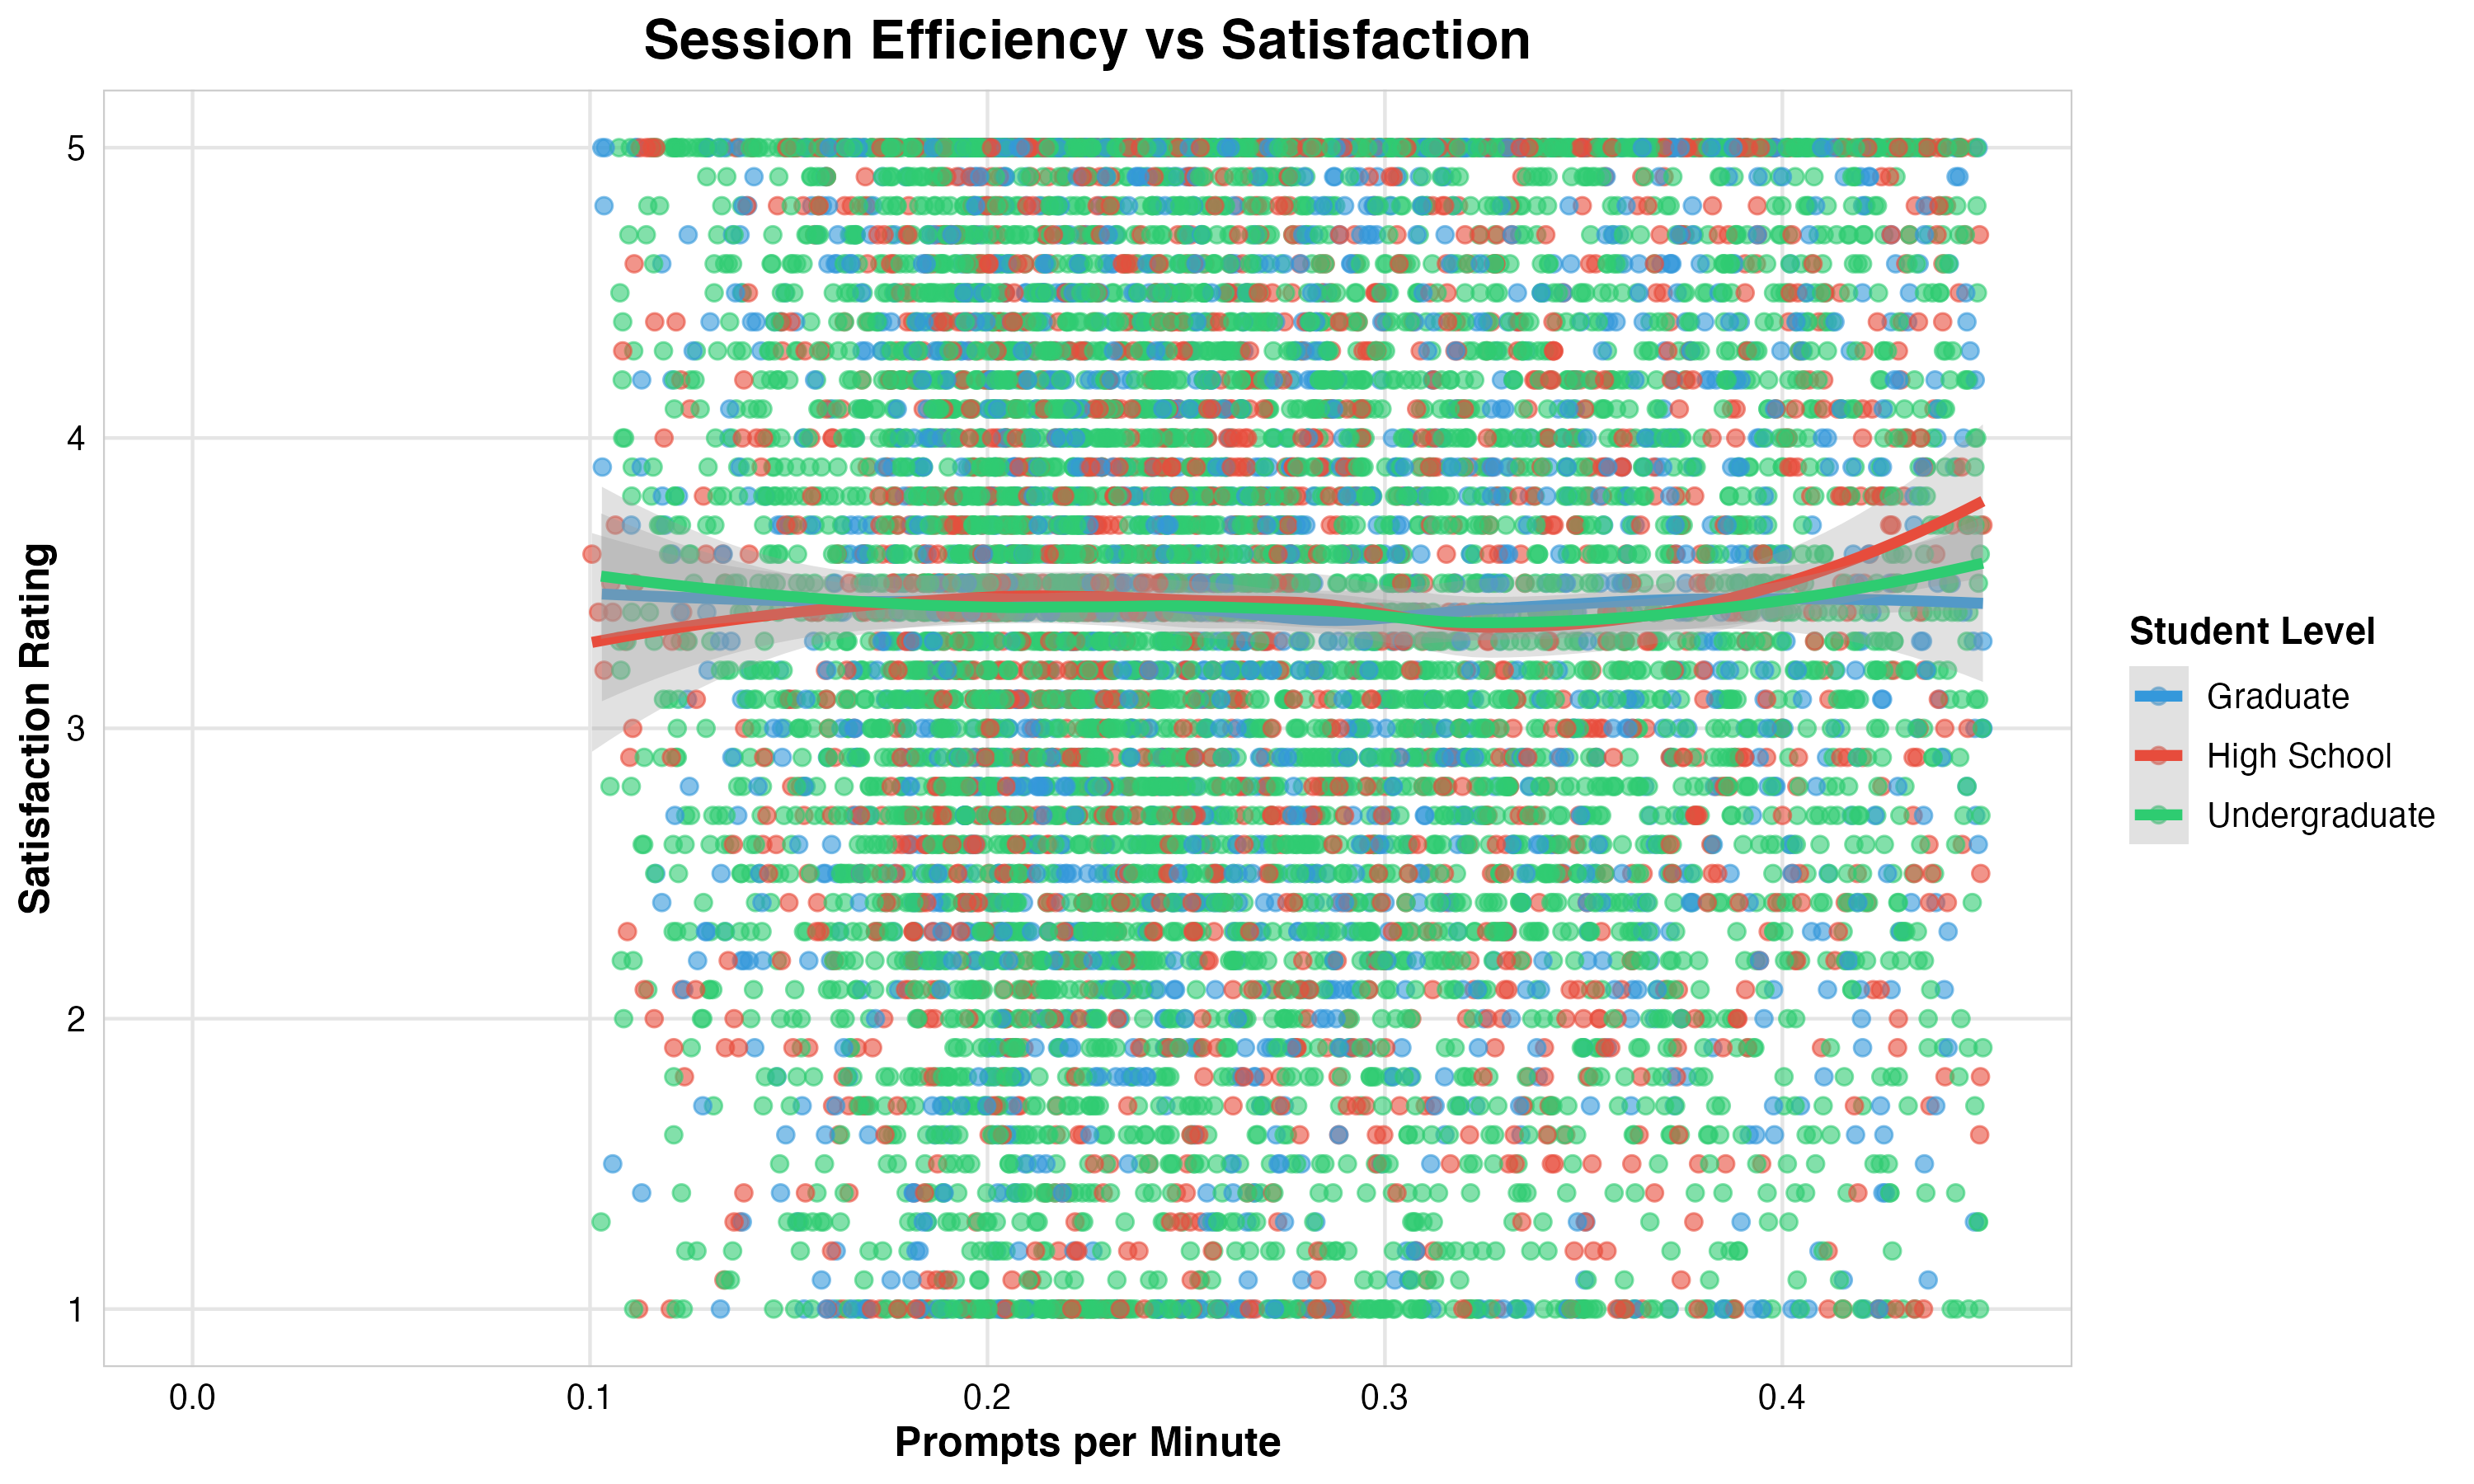 Session Efficiency vs Satisfaction
Satisfaction Rating
5
4
3
2
1
0.0
0.1
0.2
0.3
0.4
Prompts per Minute
Student Level
Graduate
High School
Undergraduate